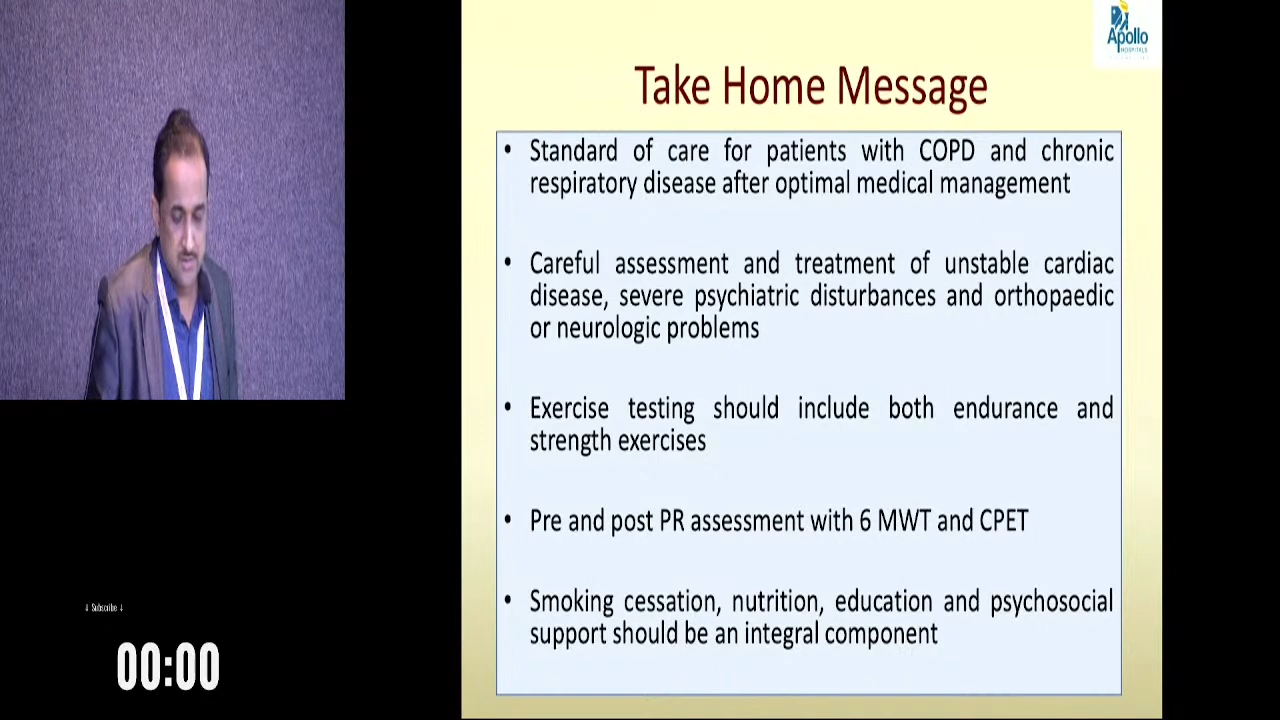 Apollo
HOSPITALS
Take Home Message
• Standard of care for patients with COPD and chronic
respiratory disease after optimal medical management
• Careful assessment and treatment of unstable cardiac
disease, severe psychiatric disturbances and orthopaedic
or neurologic problems
• Exercise testing should include both endurance and
strength exercises
• Pre and post PR assessment with 6 MWT and CPET
• Smoking cessation, nutrition, education and psychosocial
support should be an integral component
↓ Subscribe ↓
00:00